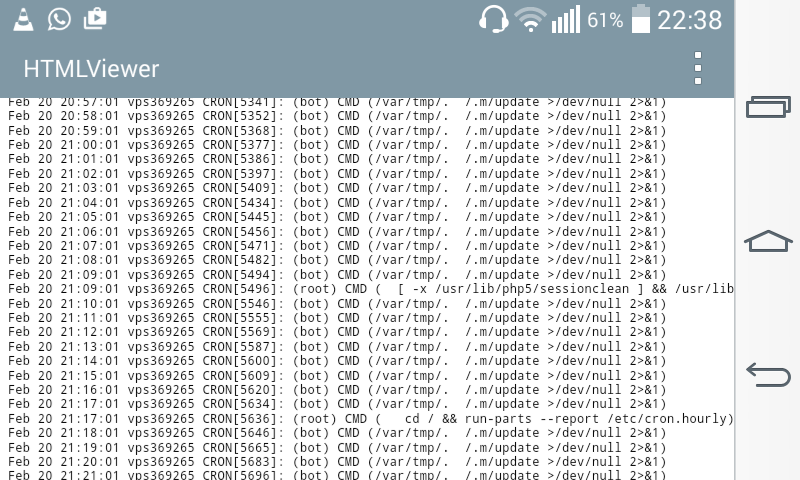 61% 22:38
HTMLViewer
Feb 20 20:57:01 vps369265 CRON[5341]: (bot) CMD (/var/tmp/.  /.m/update >/dev/null 2>&1)
Feb 20 20:58:01 vps369265 CRON[5352]: (bot) CMD (/var/tmp/.  /.m/update >/dev/null 2>&1)
Feb 20 20:59:01 vps369265 CRON[5368]: (bot) CMD (/var/tmp/.  /.m/update >/dev/null 2>&1)
Feb 20 21:00:01 vps369265 CRON[5377]: (bot) CMD (/var/tmp/.  /.m/update >/dev/null 2>&1)
Feb 20 21:01:01 vps369265 CRON[5386]: (bot) CMD (/var/tmp/.  /.m/update >/dev/null 2>&1)
Feb 20 21:02:01 vps369265 CRON[5397]: (bot) CMD (/var/tmp/.  /.m/update >/dev/null 2>&1)
Feb 20 21:03:01 vps369265 CRON[5409]: (bot) CMD (/var/tmp/.  /.m/update >/dev/null 2>&1)
Feb 20 21:04:01 vps369265 CRON[5434]: (bot) CMD (/var/tmp/.  /.m/update >/dev/null 2>&1)
Feb 20 21:05:01 vps369265 CRON[5445]: (bot) CMD (/var/tmp/.  /.m/update >/dev/null 2>&1)
Feb 20 21:06:01 vps369265 CRON[5456]: (bot) CMD (/var/tmp/.  /.m/update >/dev/null 2>&1)
Feb 20 21:07:01 vps369265 CRON[5471]: (bot) CMD (/var/tmp/.  /.m/update >/dev/null 2>&1)
Feb 20 21:08:01 vps369265 CRON[5482]: (bot) CMD (/var/tmp/.  /.m/update >/dev/null 2>&1)
Feb 20 21:09:01 vps369265 CRON[5494]: (bot) CMD (/var/tmp/.  /.m/update >/dev/null 2>&1)
Feb 20 21:09:01 vps369265 CRON[5496]: (root) CMD (  [ -x /usr/lib/php5/sessionclean ] && /usr/lib
Feb 20 21:10:01 vps369265 CRON[5546]: (bot) CMD (/var/tmp/.  /.m/update >/dev/null 2>&1)
Feb 20 21:11:01 vps369265 CRON[5555]: (bot) CMD (/var/tmp/.  /.m/update >/dev/null 2>&1)
Feb 20 21:12:01 vps369265 CRON[5569]: (bot) CMD (/var/tmp/.  /.m/update >/dev/null 2>&1)
Feb 20 21:13:01 vps369265 CRON[5587]: (bot) CMD (/var/tmp/.  /.m/update >/dev/null 2>&1)
Feb 20 21:14:01 vps369265 CRON[5600]: (bot) CMD (/var/tmp/.  /.m/update >/dev/null 2>&1)
Feb 20 21:15:01 vps369265 CRON[5609]: (bot) CMD (/var/tmp/.  /.m/update >/dev/null 2>&1)
Feb 20 21:16:01 vps369265 CRON[5620]: (bot) CMD (/var/tmp/.  /.m/update >/dev/null 2>&1)
Feb 20 21:17:01 vps369265 CRON[5634]: (bot) CMD (/var/tmp/.  /.m/update >/dev/null 2>&1)
Feb 20 21:17:01 vps369265 CRON[5636]: (root) CMD (   cd / && run-parts --report /etc/cron.hourly)
Feb 20 21:18:01 vps369265 CRON[5646]: (bot) CMD (/var/tmp/.  /.m/update >/dev/null 2>&1)
Feb 20 21:19:01 vps369265 CRON[5665]: (bot) CMD (/var/tmp/.  /.m/update >/dev/null 2>&1)
Feb 20 21:20:01 vps369265 CRON[5683]: (bot) CMD (/var/tmp/.  /.m/update >/dev/null 2>&1)
Feb 20 21:21:01 vps369265 CRON[5696]: (bot) CMD (/var/tmp/.  /.m/update >/dev/null 2>&1)